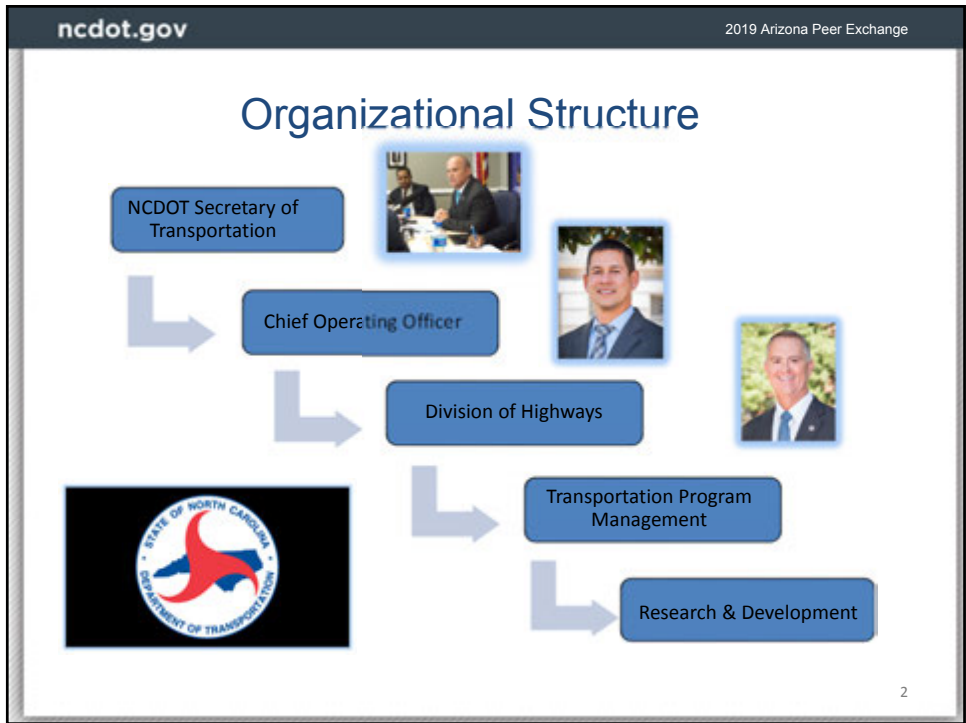 ncdot.gov
2019 Arizona Peer Exchange
Organizational Structure
NCDOT Secretary of
Transportation
Chief Operating Officer
Division of Highways
Transportation Program
Management
Research & Development
STATE OF NORTH CAROLINA
DEPARTMENT OF TRANSPORTATION
2